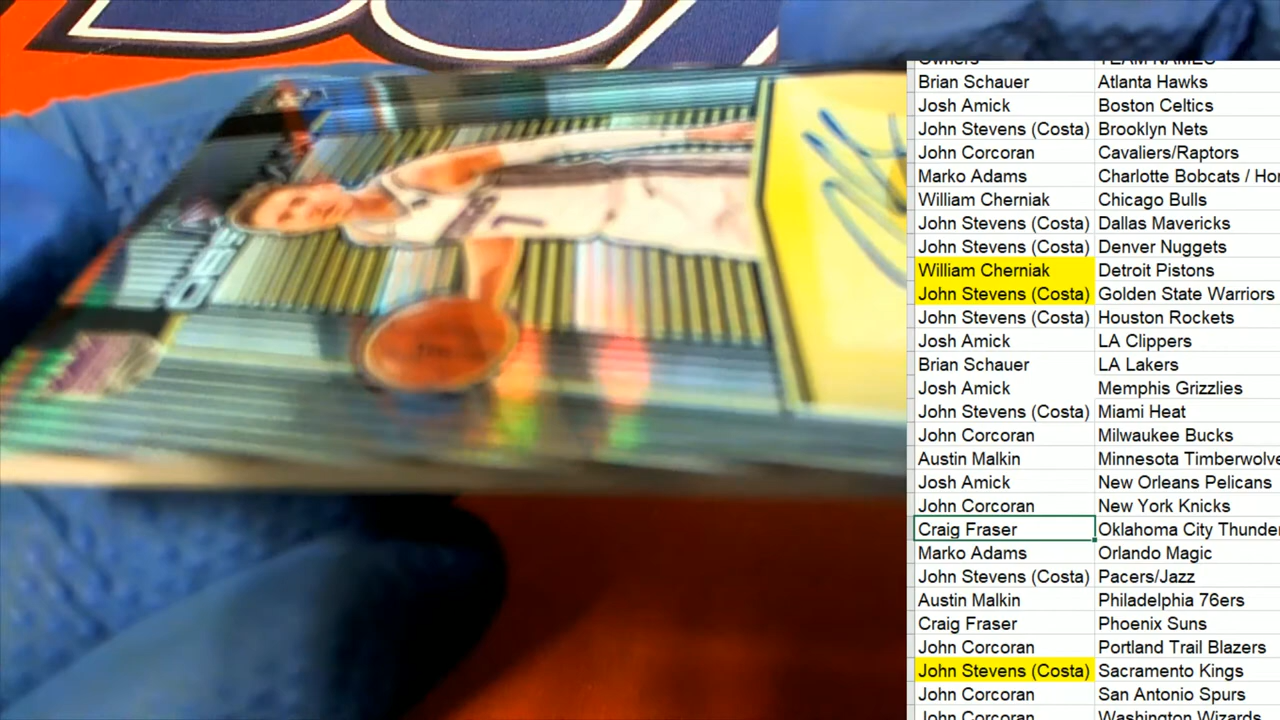 Brian Schauer Atlanta Hawks
Josh Amick Boston Celtics
John Stevens (Costa) Brooklyn Nets
John Corcoran Cavaliers/Raptors
Marko Adams Charlotte Bobcats / Hor
William Cherniak Chicago Bulls
John Stevens (Costa) Dallas Mavericks
John Stevens (Costa) Denver Nuggets
William Cherniak Detroit Pistons
John Stevens (Costa) Golden State Warriors
John Stevens (Costa) Houston Rockets
Josh Amick LA Clippers
Brian Schauer LA Lakers
Josh Amick Memphis Grizzlies
John Stevens (Costa) Miami Heat
John Corcoran Milwaukee Bucks
Austin Malkin Minnesota Timberwolve
Josh Amick New Orleans Pelicans
John Corcoran New York Knicks
Craig Fraser Oklahoma City Thunder
Marko Adams Orlando Magic
John Stevens (Costa) Pacers/Jazz
Austin Malkin Philadelphia 76ers
Craig Fraser Phoenix Suns
John Corcoran Portland Trail Blazers
John Stevens (Costa) Sacramento Kings
John Corcoran San Antonio Spurs
John Corcoran Washington Wizards